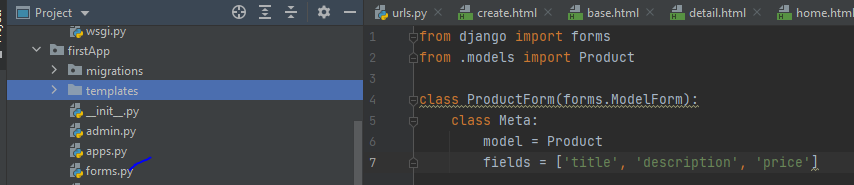 Project
wsgi.py
firstApp
migrations
templates
__init__.py
admin.py
apps.py
forms.py
urls.py
create.html
base.html
detail.html
home.html
1 from django import forms
2 from .models import Product
3
4 class ProductForm(forms.ModelForm):
5 class Meta:
6 model = Product
7 fields = ['title', 'description', 'price']